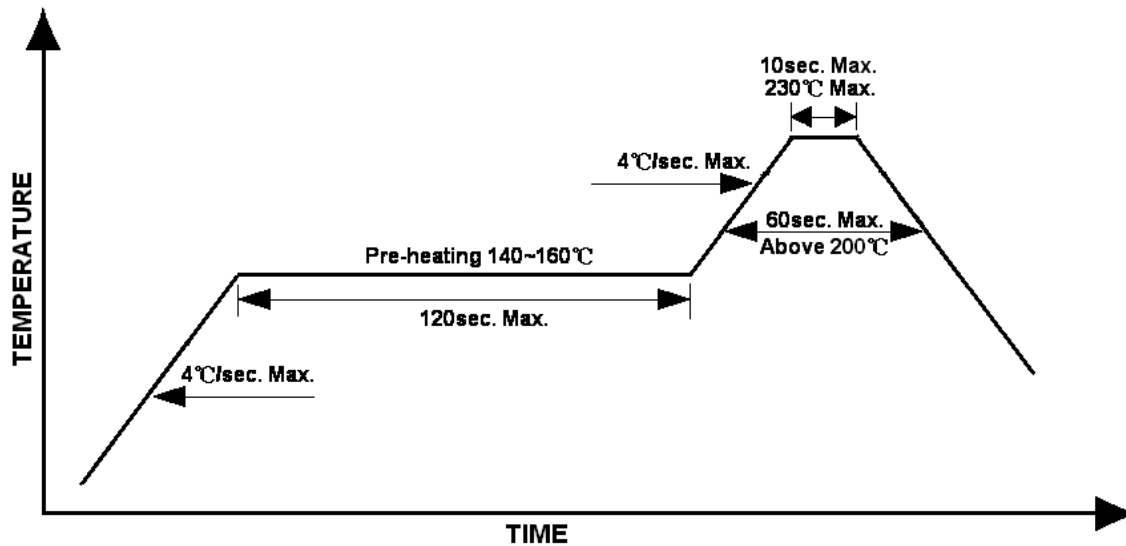 10sec. Max.
230℃ Max.
4℃/sec. Max.
60sec. Max.
Above 200℃
Pre-heating 140~160℃
120sec. Max.
4℃/sec. Max.
TEMPERATURE
TIME